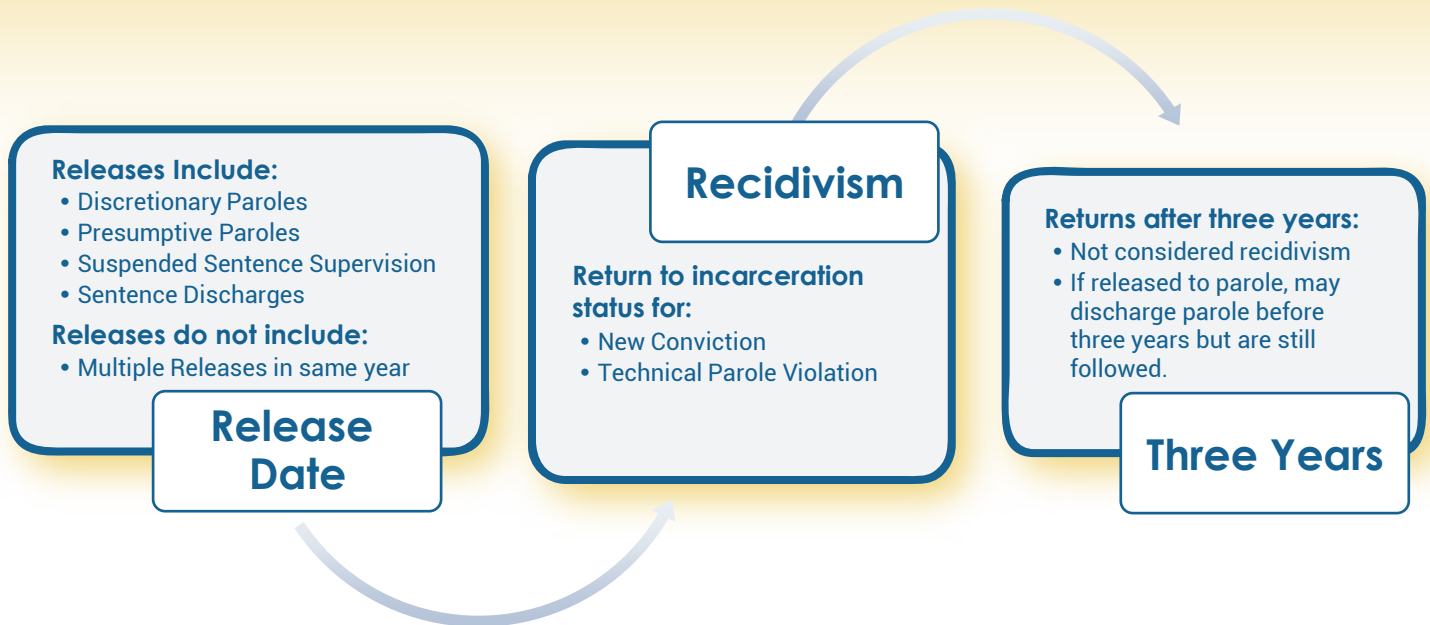 Releases Include:
• Discretionary Paroles
• Presumptive Paroles
• Suspended Sentence Supervision
• Sentence Discharges
Releases do not include:
• Multiple Releases in same year
Release
Date
Recidivism
Return to incarceration
status for:
• New Conviction
• Technical Parole Violation
Returns after three years:
• Not considered recidivism
• If released to parole, may
discharge parole before
three years but are still
followed.
Three Years